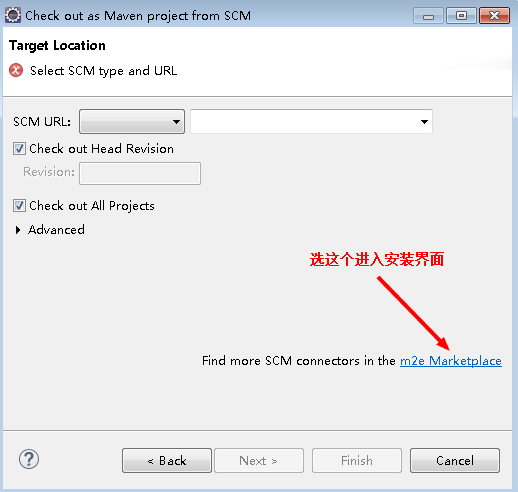 Check out as Maven project from SCM
Target Location
Select SCM type and URL
SCM URL:
Check out Head Revision
Revision:
Check out All Projects
Advanced
选这个进入安装界面
Find more SCM connectors in the m2e Marketplace
?
< Back
Next >
Finish
Cancel